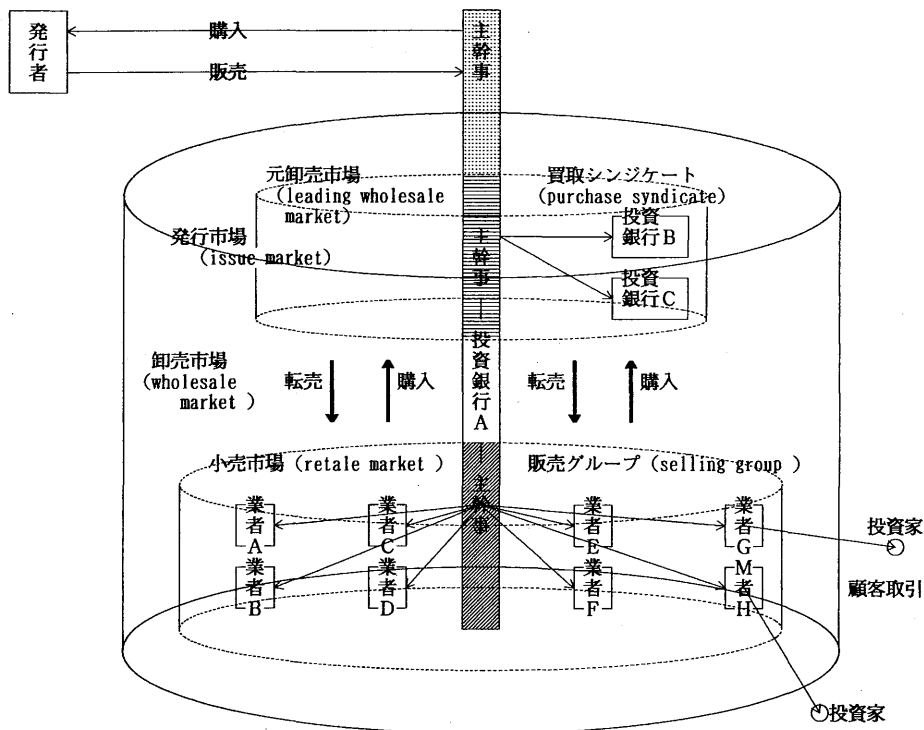 発行者
購入
販売
主幹事
元卸売市場
(leading wholesale
market)
買取シンジケート
(purchase syndicate)
発行市場
(issue market)
主幹事―投資銀行A―主幹事
投資
銀行B
投資
銀行C
卸売市場
(wholesale
market )
転売
購入
転売
購入
小売市場 (retale market )
販売グループ (selling group )
業者A
業者C
業者E
業者G
業者B
業者D
業者F
M者H
投資家
顧客取引
投資家